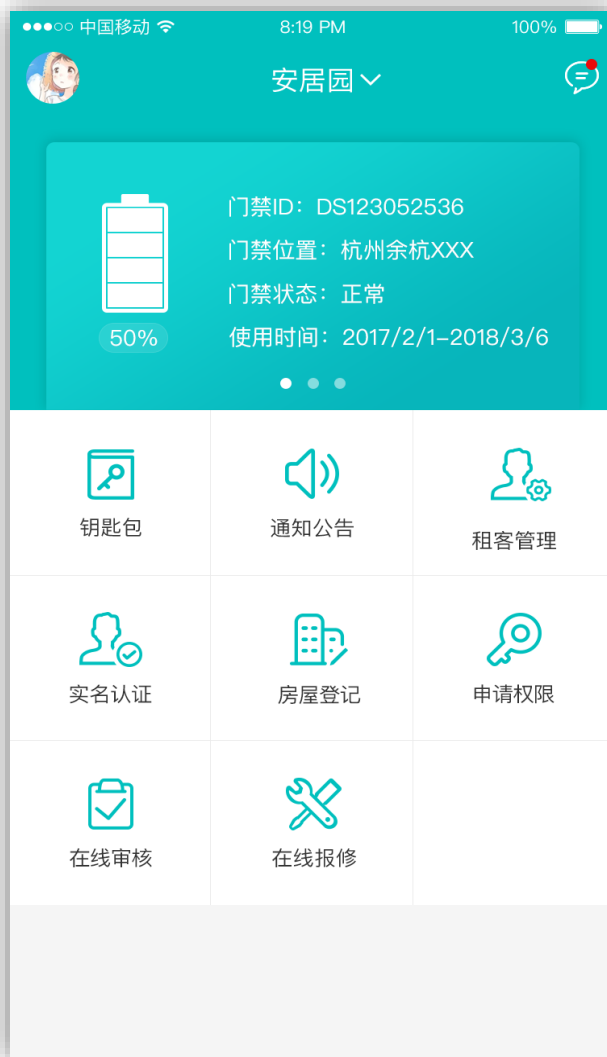 中国移动 8:19 PM 100%
安居园
门禁ID：DS123052536
门禁位置：杭州余杭XXX
门禁状态：正常
50%
使用时间：2017/2/1-2018/3/6
钥匙包 通知公告 租客管理
实名认证 房屋登记 申请权限
在线审核 在线报修